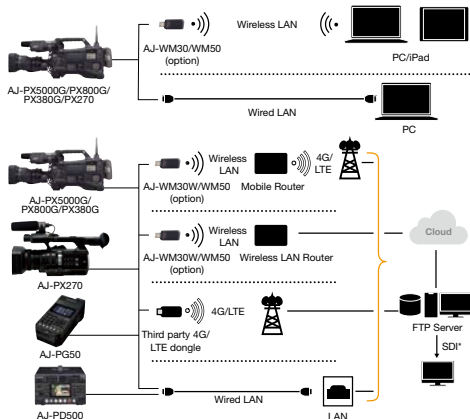 Wireless LAN
AJ-WM30/WM50
(option)
PC/iPad
AJ-PX5000G/PX800G/
PX380G/PX270
Wired LAN
PC
Wireless
LAN
4G/
LTE
AJ-WM30W/WM50
(option)
Mobile Router
AJ-PX5000G/
PX800G/PX380G
Wireless
LAN
AJ-WM30W/WM50
(option)
Wireless LAN Router
Cloud
AJ-PX270
4G/LTE
Third party 4G/
LTE dongle
FTP Server
AJ-PG50
SDI*
Wired LAN
LAN
AJ-PD500